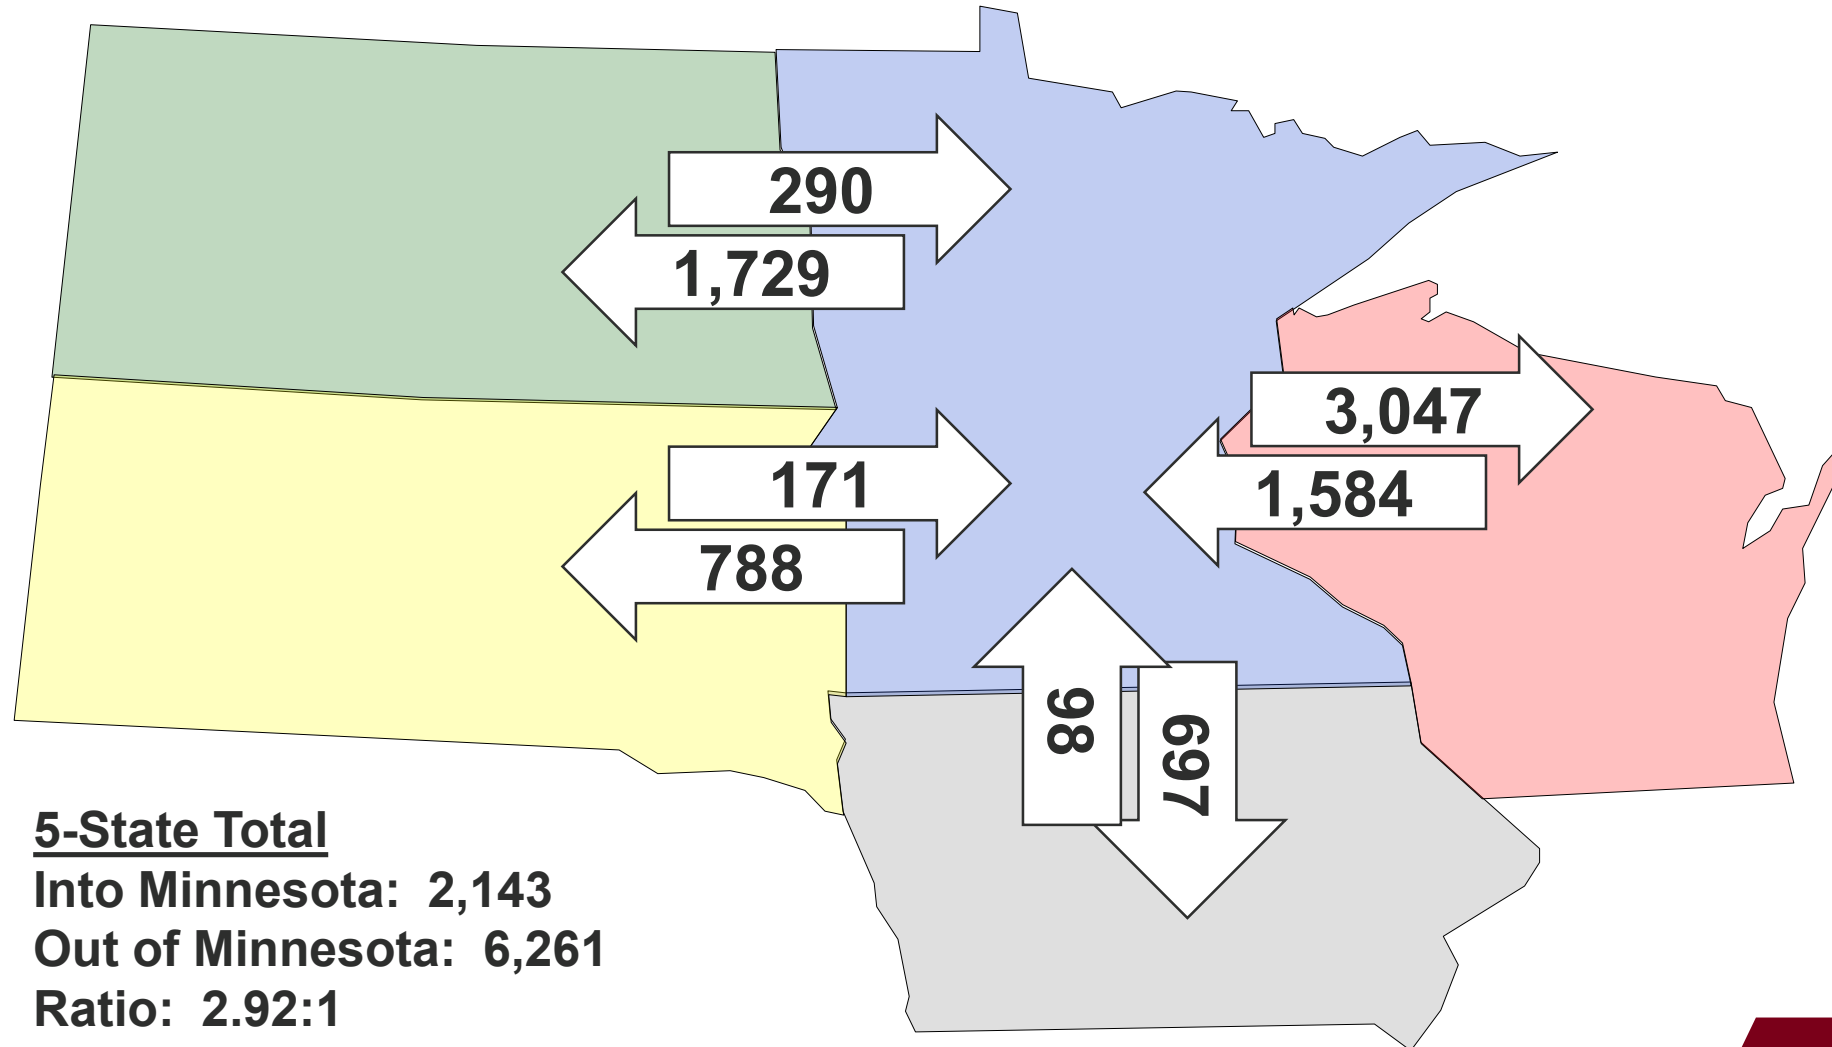 290
1,729
3,047
1,584
171
788
98
697
5-State Total
Into Minnesota: 2,143
Out of Minnesota: 6,261
Ratio: 2.92:1